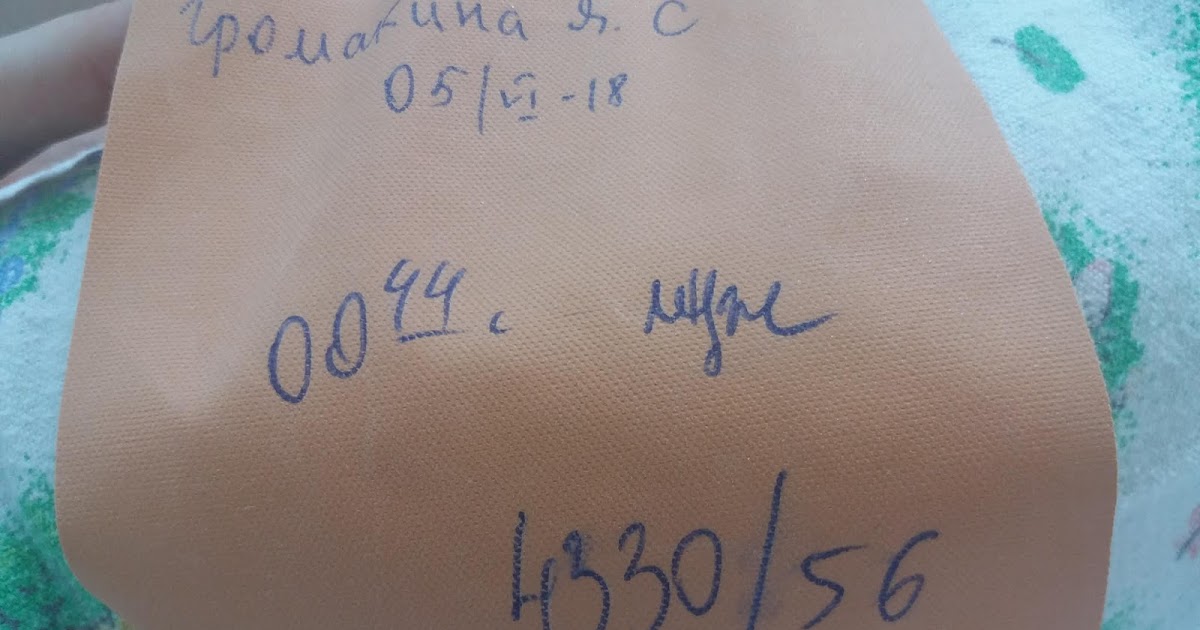 Громакина Я. С
05/VI-18
00 44. муж
4330/56